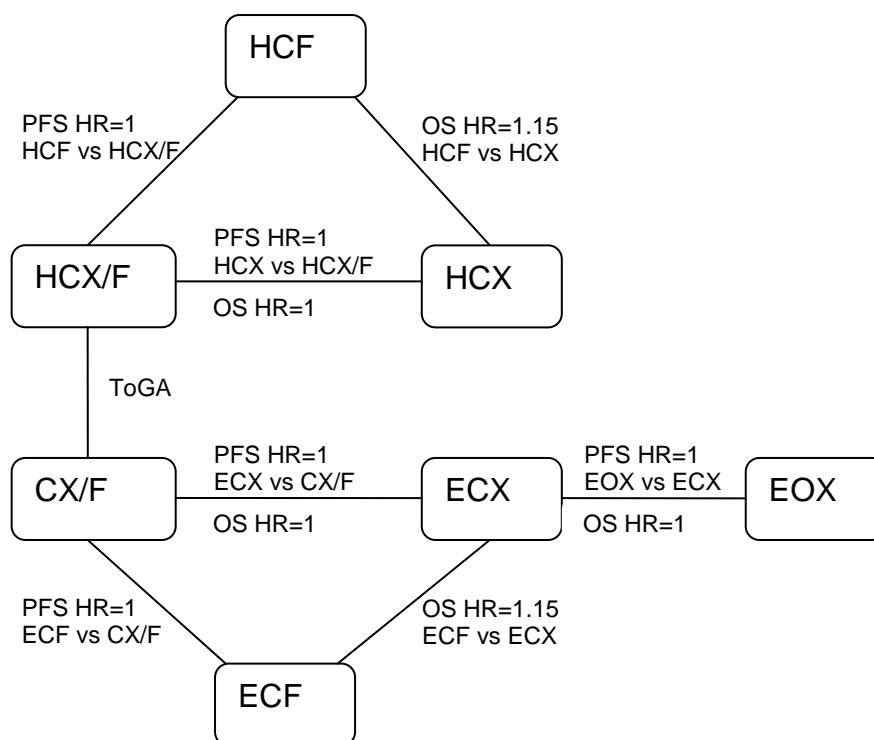 HCF
PFS HR=1
HCF vs HCX/F
OS HR=1.15
HCF vs HCX
HCX/F
PFS HR=1
HCX vs HCX/F
OS HR=1
HCX
ToGA
CX/F
PFS HR=1
ECX vs CX/F
OS HR=1
ECX
PFS HR=1
EOX vs ECX
OS HR=1
EOX
PFS HR=1
ECF vs CX/F
OS HR=1.15
ECF vs ECX
ECF